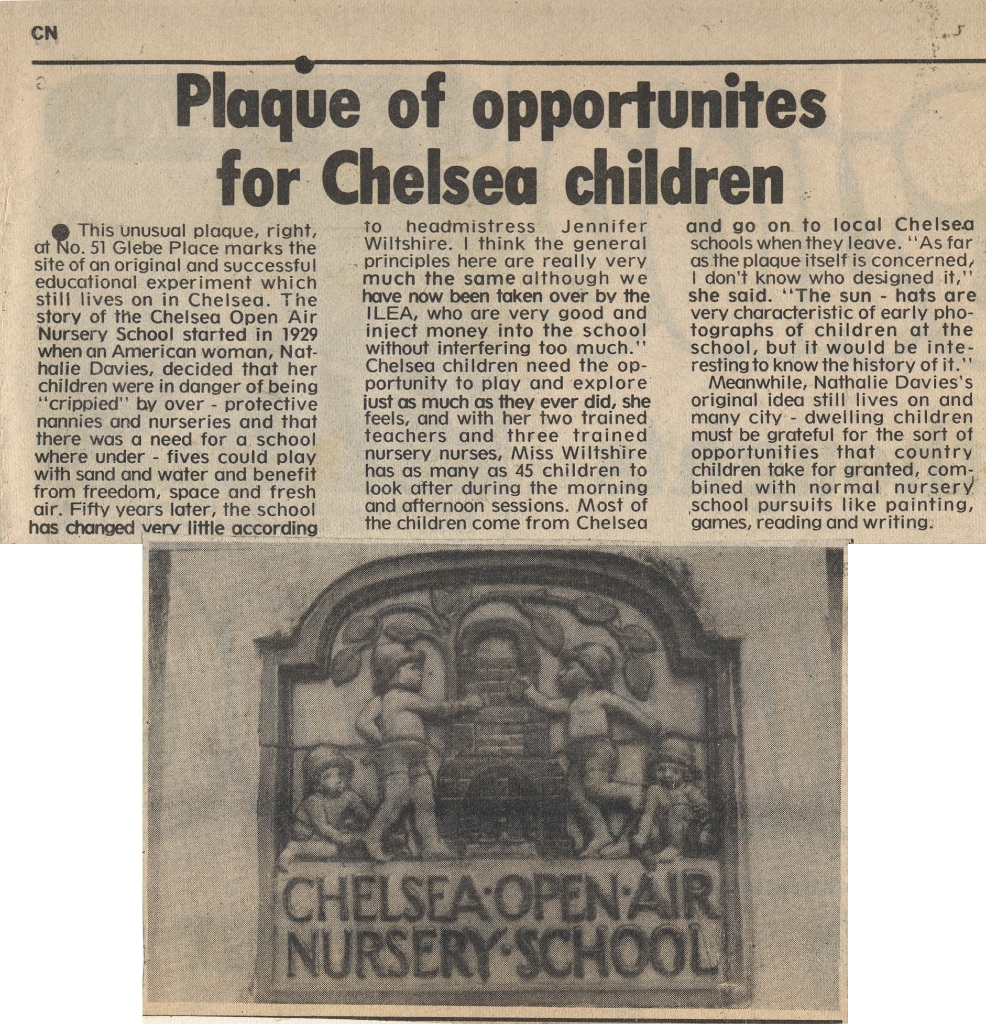 CN
Plaque of opportunites
for Chelsea children
● This unusual plaque, right,
at No. 51 Glebe Place marks the
site of an original and successful
educational experiment which
still lives on in Chelsea. The
story of the Chelsea Open Air
Nursery School started in 1929
when an American woman, Nat-
halie Davies, decided that her
children were in danger of being
"crippied" by over - protective
nannies and nurseries and that
there was a need for a school
where under - fives could play
with sand and water and benefit
from freedom, space and fresh
air. Fifty years later, the school
has changed very little according
to headmistress Jennifer
Wiltshire. I think the general
principles here are really very
much the same although we
have now been taken over by the
ILEA, who are very good and
inject money into the school
without interfering too much."
Chelsea children need the op-
portunity to play and explore
just as much as they ever did, she
feels, and with her two trained
teachers and three trained
nursery nurses, Miss Wiltshire
has as many as 45 children to
look after during the morning
and afternoon sessions. Most of
the children come from Chelsea
and go on to local Chelsea
schools when they leave. "As far
as the plaque itself is concerned,
I don't know who designed it,"
she said. "The sun - hats are
very characteristic of early pho-
tographs of children at the
school, but it would be inte-
resting to know the history of it."
Meanwhile, Nathalie Davies's
original idea still lives on and
many city - dwelling children
must be grateful for the sort of
opportunities that country
children take for granted, com-
bined with normal nursery
school pursuits like painting,
games, reading and writing.
CHELSEA·OPEN·AIR
NURSERY·SCHOOL